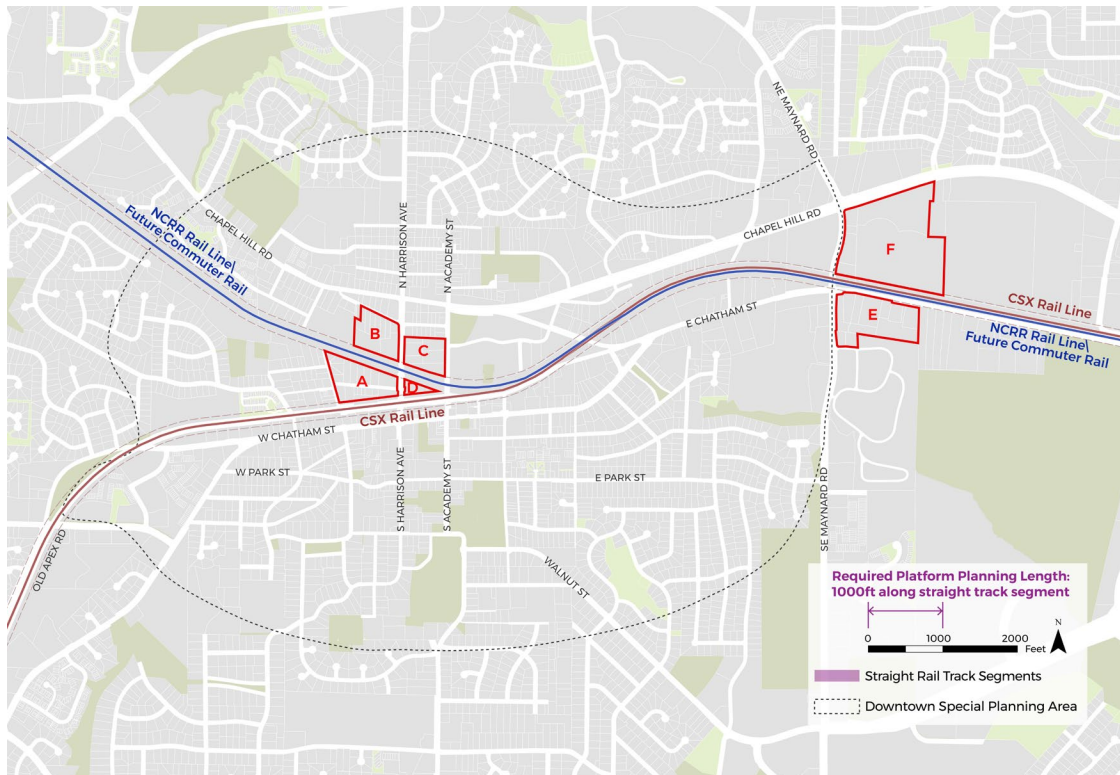 NE MAYNARD RD
CHAPEL HILL RD
N HARRISON AVE
N ACADEMY ST
CHAPEL HILL RD
NCRR Rail Line\
Future Commuter Rail
F
E CHATHAM ST
CSX Rail Line
E
NCRR Rail Line\
Future Commuter Rail
B
C
A
D
CSX Rail Line
W CHATHAM ST
W PARK ST
E PARK ST
S HARRISON AVE
S ACADEMY ST
OLD APEX RD
WALNUT ST
SE MAYNARD RD
Required Platform Planning Length:
1000ft along straight track segment
N
0 1000 2000
Feet
Straight Rail Track Segments
Downtown Special Planning Area